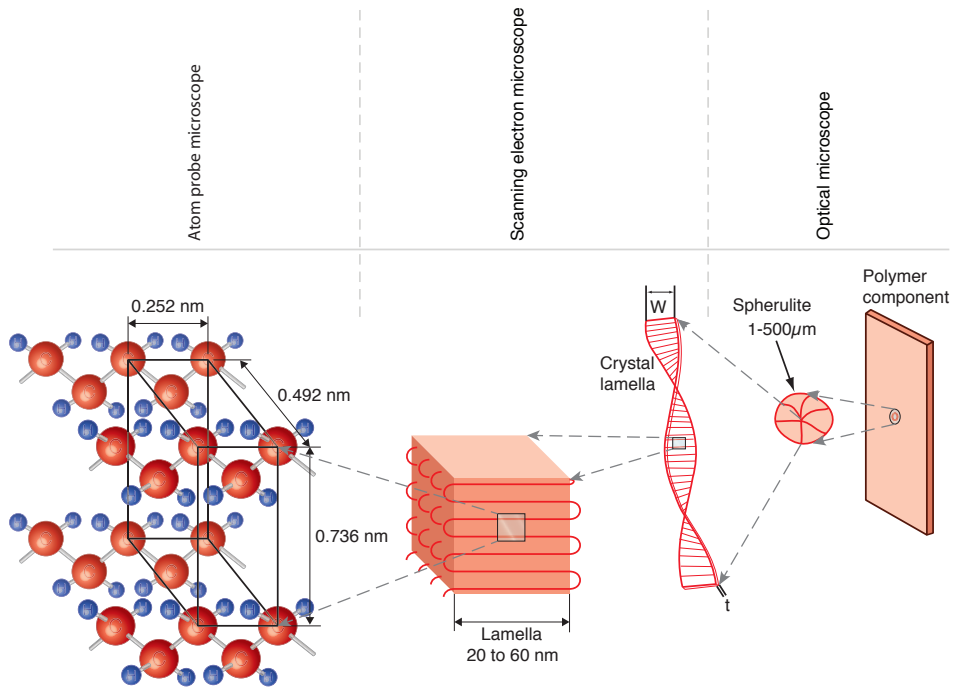 Atom probe microscope
Scanning electron microscope
Optical microscope
0.252 nm
0.492 nm
0.736 nm
Lamella
20 to 60 nm
W
Crystal
lamella
t
Spherulite
1-500µm
Polymer
component